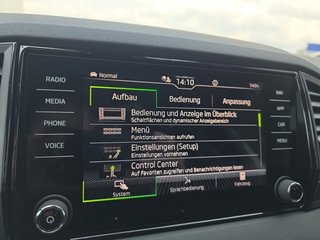 RADIO
MEDIA
PHONE
VOICE
Normal
14:10
Aufbau
Bedienung
Anpassung
Bedienung und Anzeige im Überblick
Schaltflächen und dynamischer Anzeigebereich
Menü
Funktionsansichten aufrufen
Einstellungen (Setup)
Einstellungen vornehmen
Control Center
Auf Favoriten zugreifen und Benachrichtigungen lesen
System
Sprachbedienung
Fahrzeug
NAV
APP
CAR
MENU